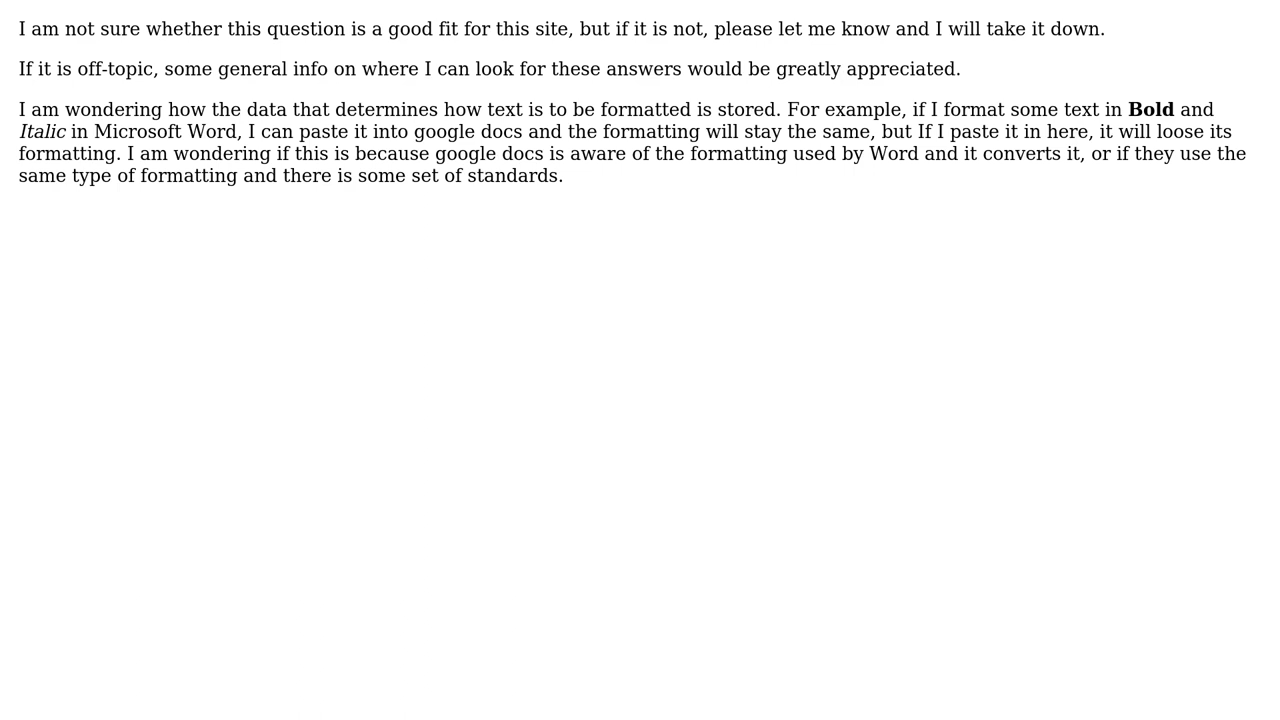 I am not sure whether this question is a good fit for this site, but if it is not, please let me know and I will take it down.
If it is off-topic, some general info on where I can look for these answers would be greatly appreciated.
I am wondering how the data that determines how text is to be formatted is stored. For example, if I format some text in Bold and
Italic in Microsoft Word, I can paste it into google docs and the formatting will stay the same, but If I paste it in here, it will loose its
formatting. I am wondering if this is because google docs is aware of the formatting used by Word and it converts it, or if they use the
same type of formatting and there is some set of standards.